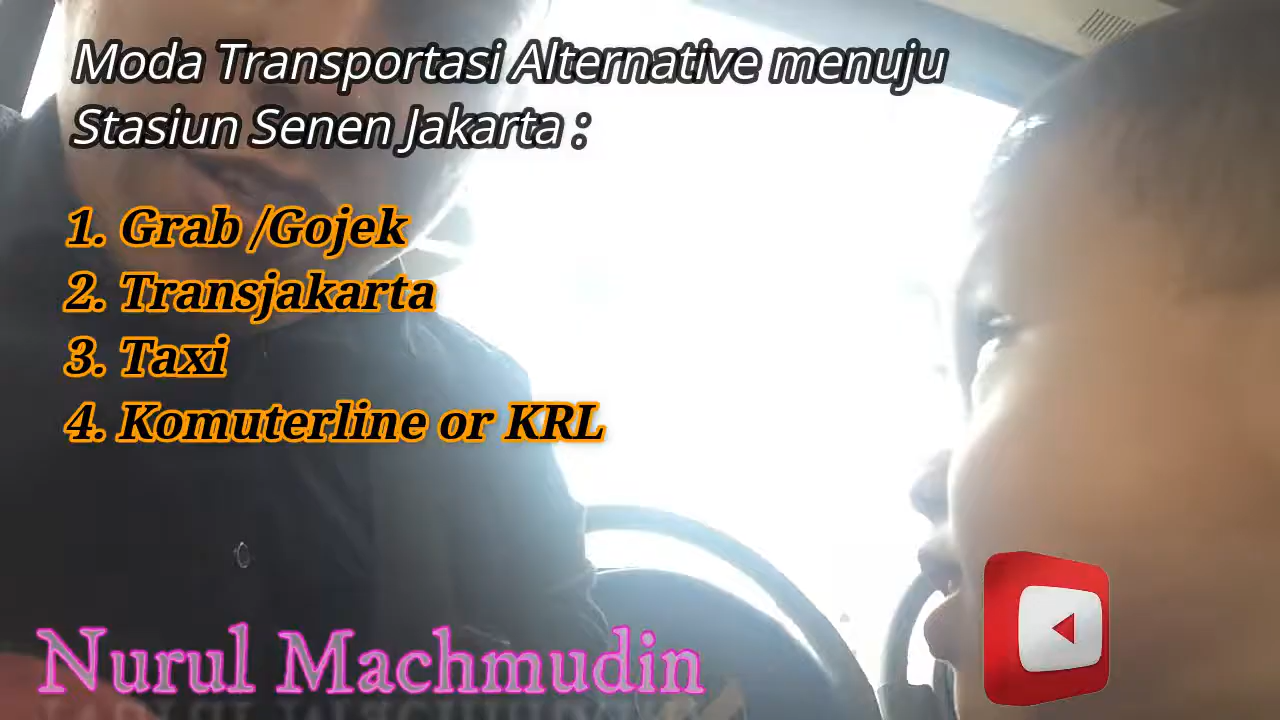 Moda Transportasi Alternative menuju
Stasiun Senen Jakarta :
1. Grab /Gojek
2. Transjakarta
3. Taxi
4. Komuterline or KRL
Nurul Machmudin